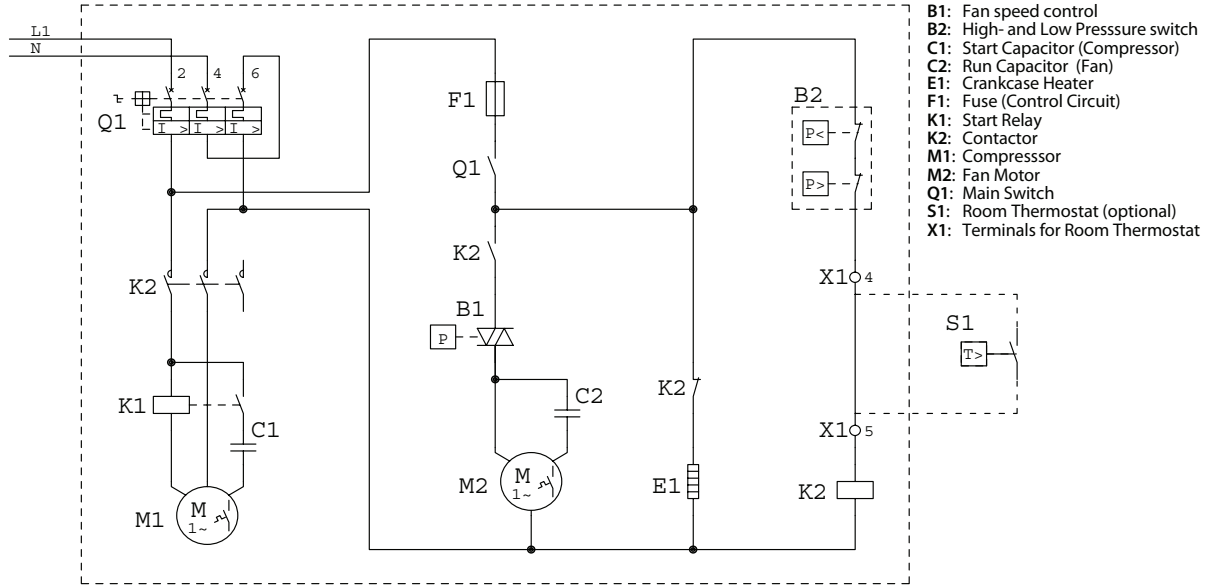 L1
N
2 4 6
Q1
I > I > I >
K2
K1
C1
M1
M
1~
F1
Q1
K2
B1
P
C2
M2
M
1~
K2
E1
B2
P<
P>
X1 4
S1
T>
X1 5
K2
B1: Fan speed control
B2: High- and Low Presssure switch
C1: Start Capacitor (Compressor)
C2: Run Capacitor (Fan)
E1: Crankcase Heater
F1: Fuse (Control Circuit)
K1: Start Relay
K2: Contactor
M1: Compresssor
M2: Fan Motor
Q1: Main Switch
S1: Room Thermostat (optional)
X1: Terminals for Room Thermostat